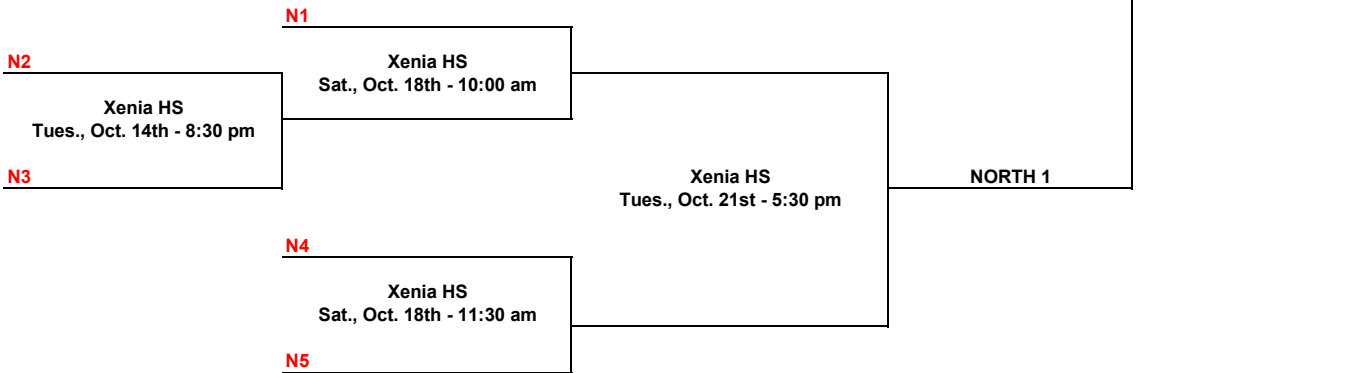 N1
N2
Xenia HS
Sat., Oct. 18th - 10:00 am
Xenia HS
Tues., Oct. 14th - 8:30 pm
N3
Xenia HS
Tues., Oct. 21st - 5:30 pm
NORTH 1
N4
Xenia HS
Sat., Oct. 18th - 11:30 am
N5